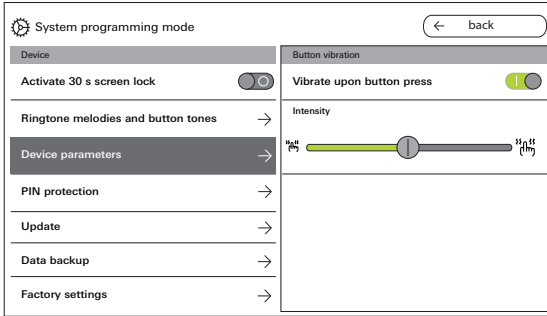 System programming mode
← back
Device
Activate 30 s screen lock
Ringtone melodies and button tones →
Device parameters →
PIN protection →
Update →
Data backup →
Factory settings →
Button vibration
Vibrate upon button press
Intensity